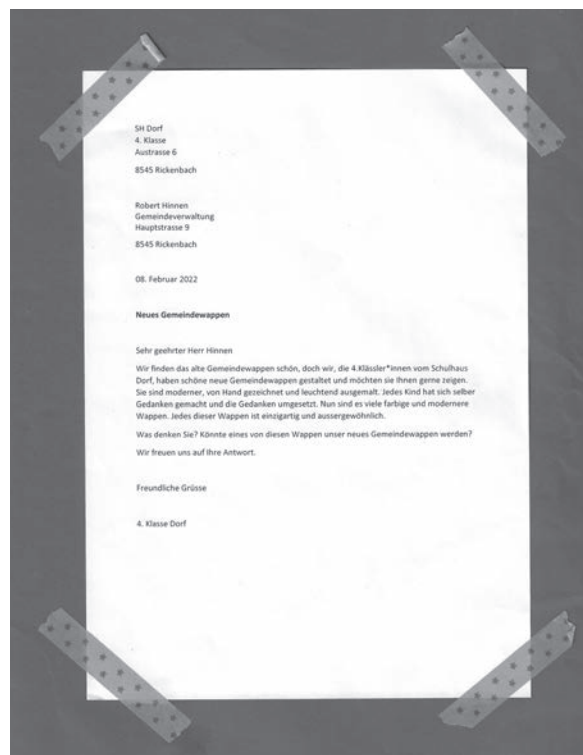 SH Dorf
4. Klasse
Austrasse 6
8545 Rickenbach
Robert Hinnen
Gemeindeverwaltung
Hauptstrasse 9
8545 Rickenbach
08. Februar 2022
Neues Gemeindewappen
Sehr geehrter Herr Hinnen
Wir finden das alte Gemeindewappen schön, doch wir, die 4.Klässler*innen vom Schulhaus
Dorf, haben schöne neue Gemeindewappen gestaltet und möchten sie Ihnen gerne zeigen.
Sie sind moderner, von Hand gezeichnet und leuchtend ausgemalt. Jedes Kind hat sich selber
Gedanken gemacht und die Gedanken umgesetzt. Nun sind es viele farbige und modernere
Wappen. Jedes dieser Wappen ist einzigartig und aussergewöhnlich.
Was denken Sie? Könnte eines von diesen Wappen unser neues Gemeindewappen werden?
Wir freuen uns auf Ihre Antwort.
Freundliche Grüsse
4. Klasse Dorf